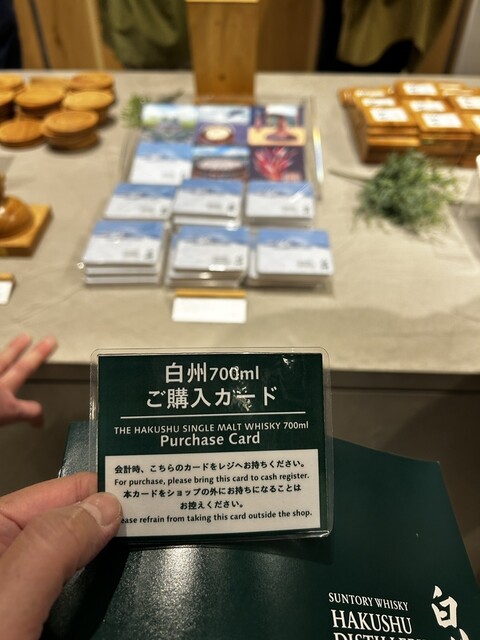 白州700ml
ご購入カード
THE HAKUSHU SINGLE MALT WHISKY 700ml
Purchase Card
会計時、こちらのカードをレジへお持ちください。
For purchase, please bring this card to cash register.
本カードをショップの外にお持ちになることは
お控えください。
refrain from taking this card outside the shop.
SUNTORY WHISKY
HAKUSHU
白